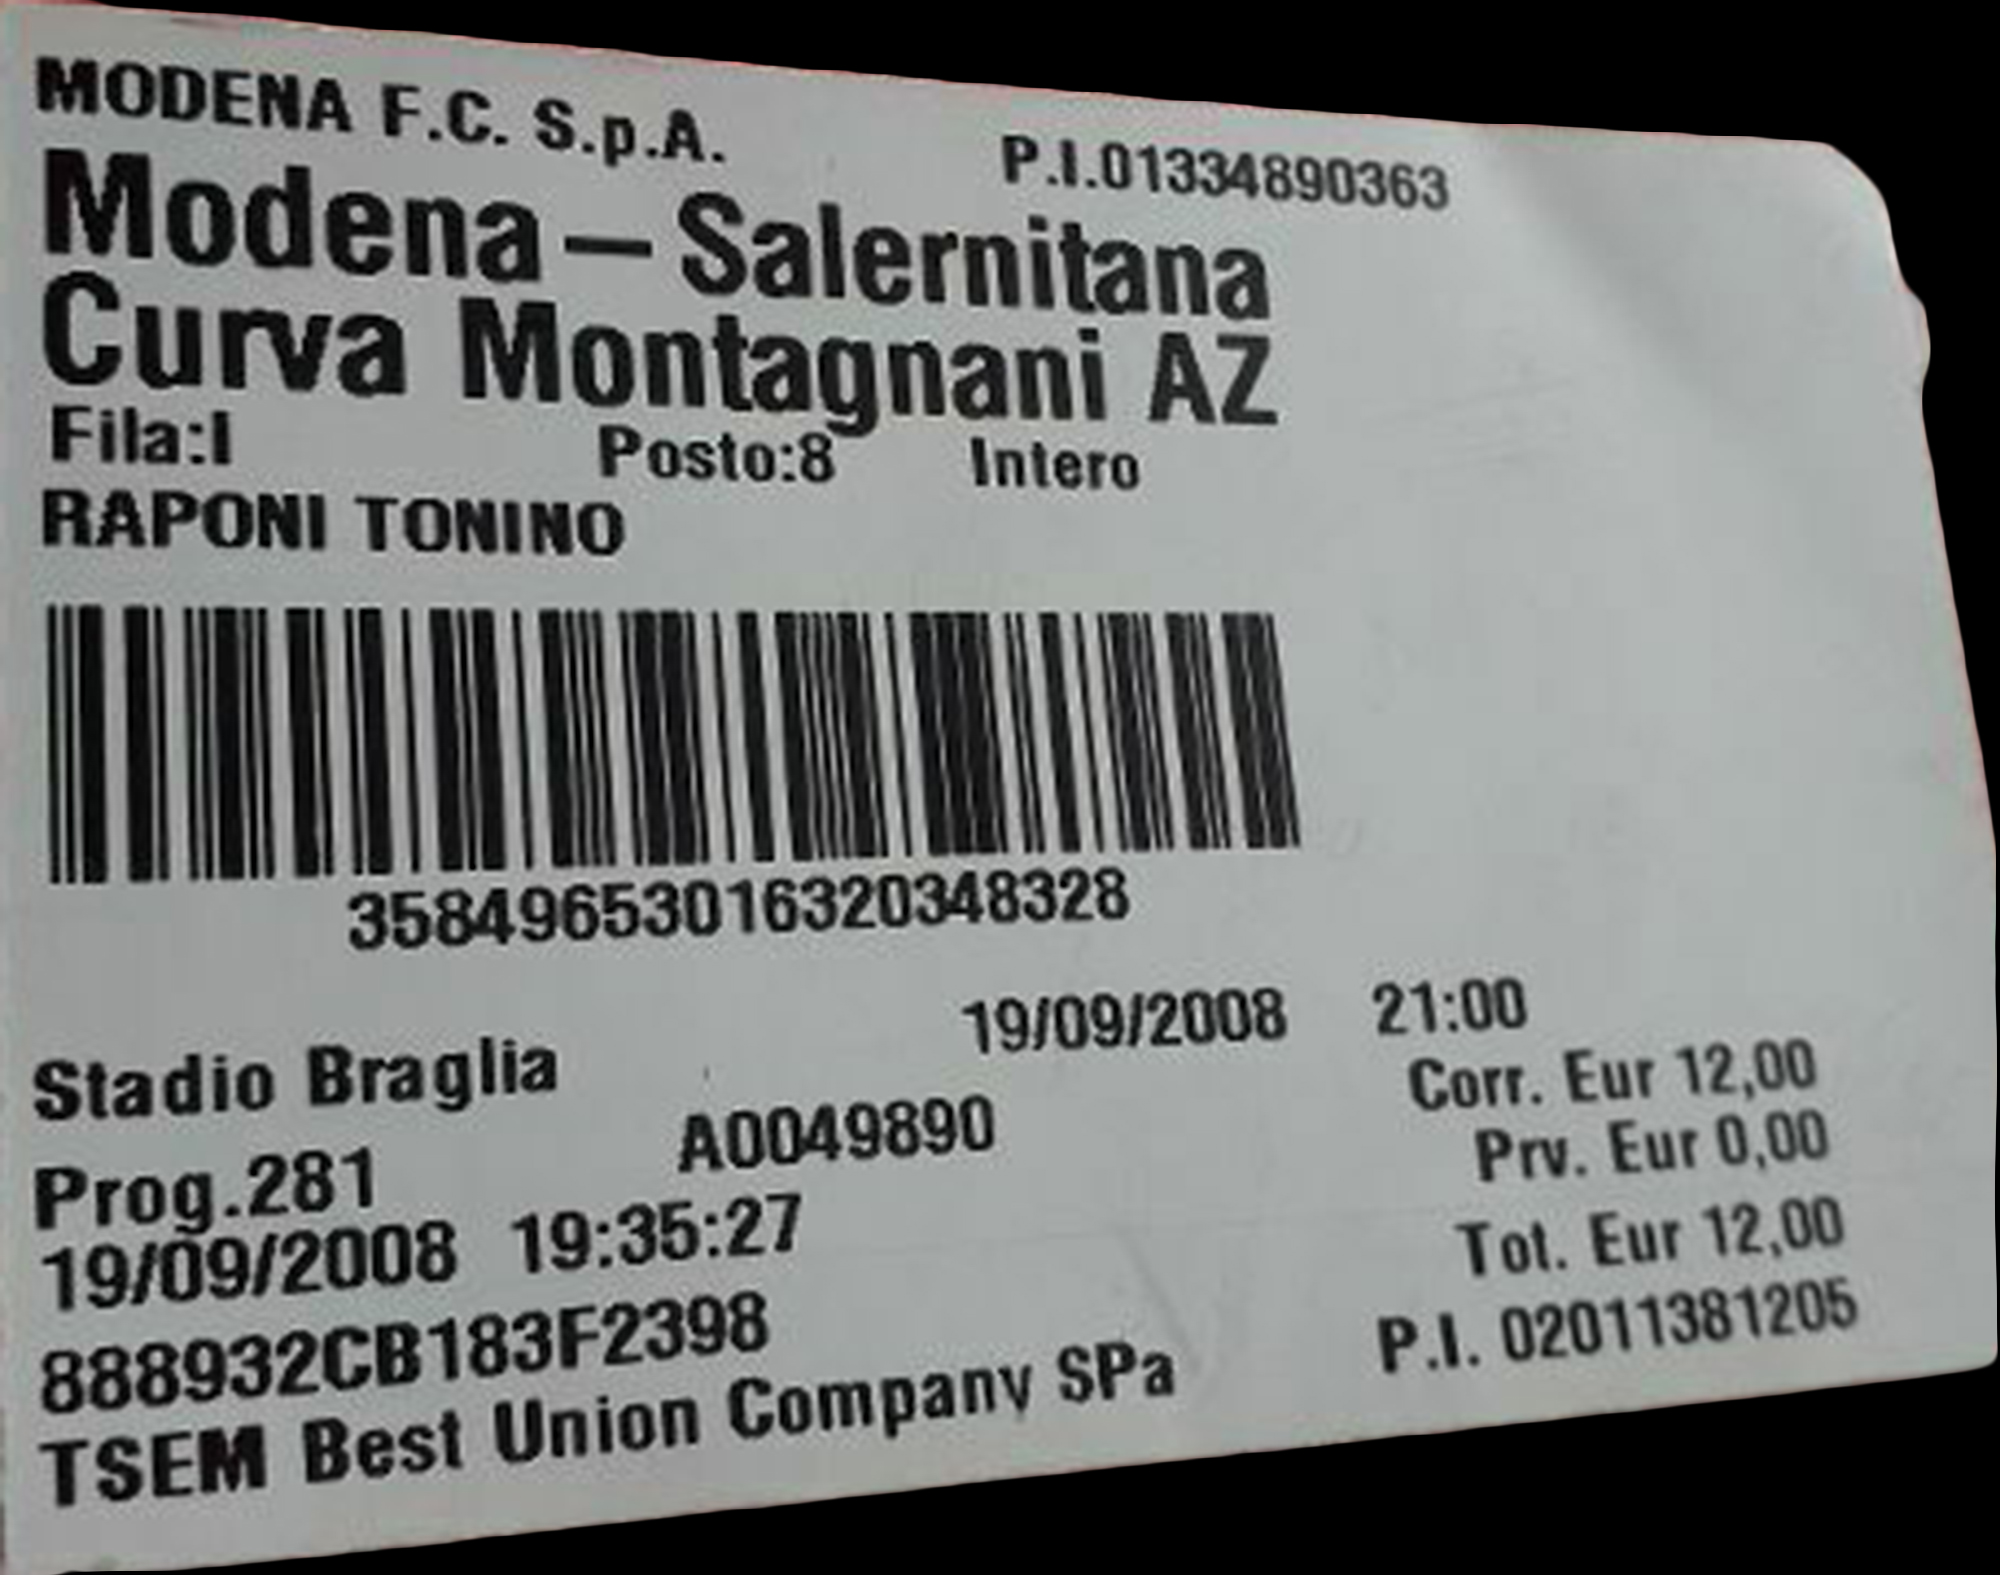 MODENA F.C. S.p.A. P.I.01334890363
Modena – Salernitana
Curva Montagnani AZ
Fila:I Posto:8 Intero
RAPONI TONINO
35849653016320348328
Stadio Braglia 19/09/2008 21:00
Corr. Eur 12,00
Prog.281 A0049890 Prv. Eur 0,00
19/09/2008 19:35:27 Tot. Eur 12,00
888932CB183F2398
TSEM Best Union Company SPa P.I. 02011381205